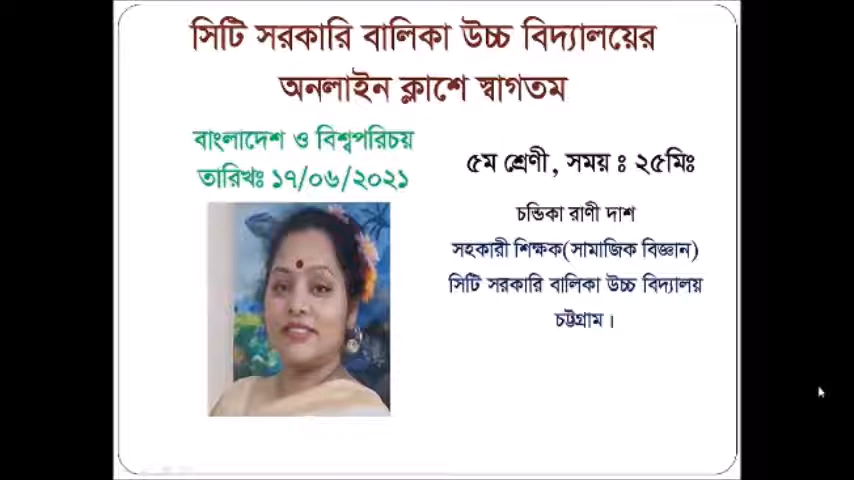 সিটি সরকারি বালিকা উচ্চ বিদ্যালয়ের
অনলাইন ক্লাশে স্বাগতম
বাংলাদেশ ও বিশ্বপরিচয়
তারিখঃ ১৭/০৬/২০২১
৫ম শ্রেণী, সময় ঃ ২৫মিঃ
চন্ডিকা রাণী দাশ
সহকারী শিক্ষক(সামাজিক বিজ্ঞান)
সিটি সরকারি বালিকা উচ্চ বিদ্যালয়
চট্টগ্রাম।